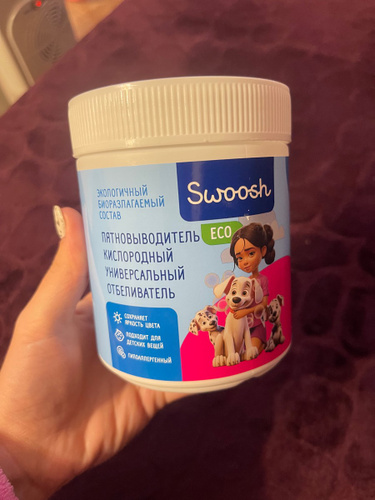 Swoosh
ЭКОЛОГИЧНЫЙ
БИОРАЗЛАГАЕМЫЙ
СОСТАВ
ПЯТНОВЫВОДИТЕЛЬ ECO
КИСЛОРОДНЫЙ
УНИВЕРСАЛЬНЫЙ
ОТБЕЛИВАТЕЛЬ
СОХРАНЯЕТ
ЯРКОСТЬ ЦВЕТА
ПОДХОДИТ ДЛЯ
ДЕТСКИХ ВЕЩЕЙ
ГИПОАЛЛЕРГЕННЫЙ